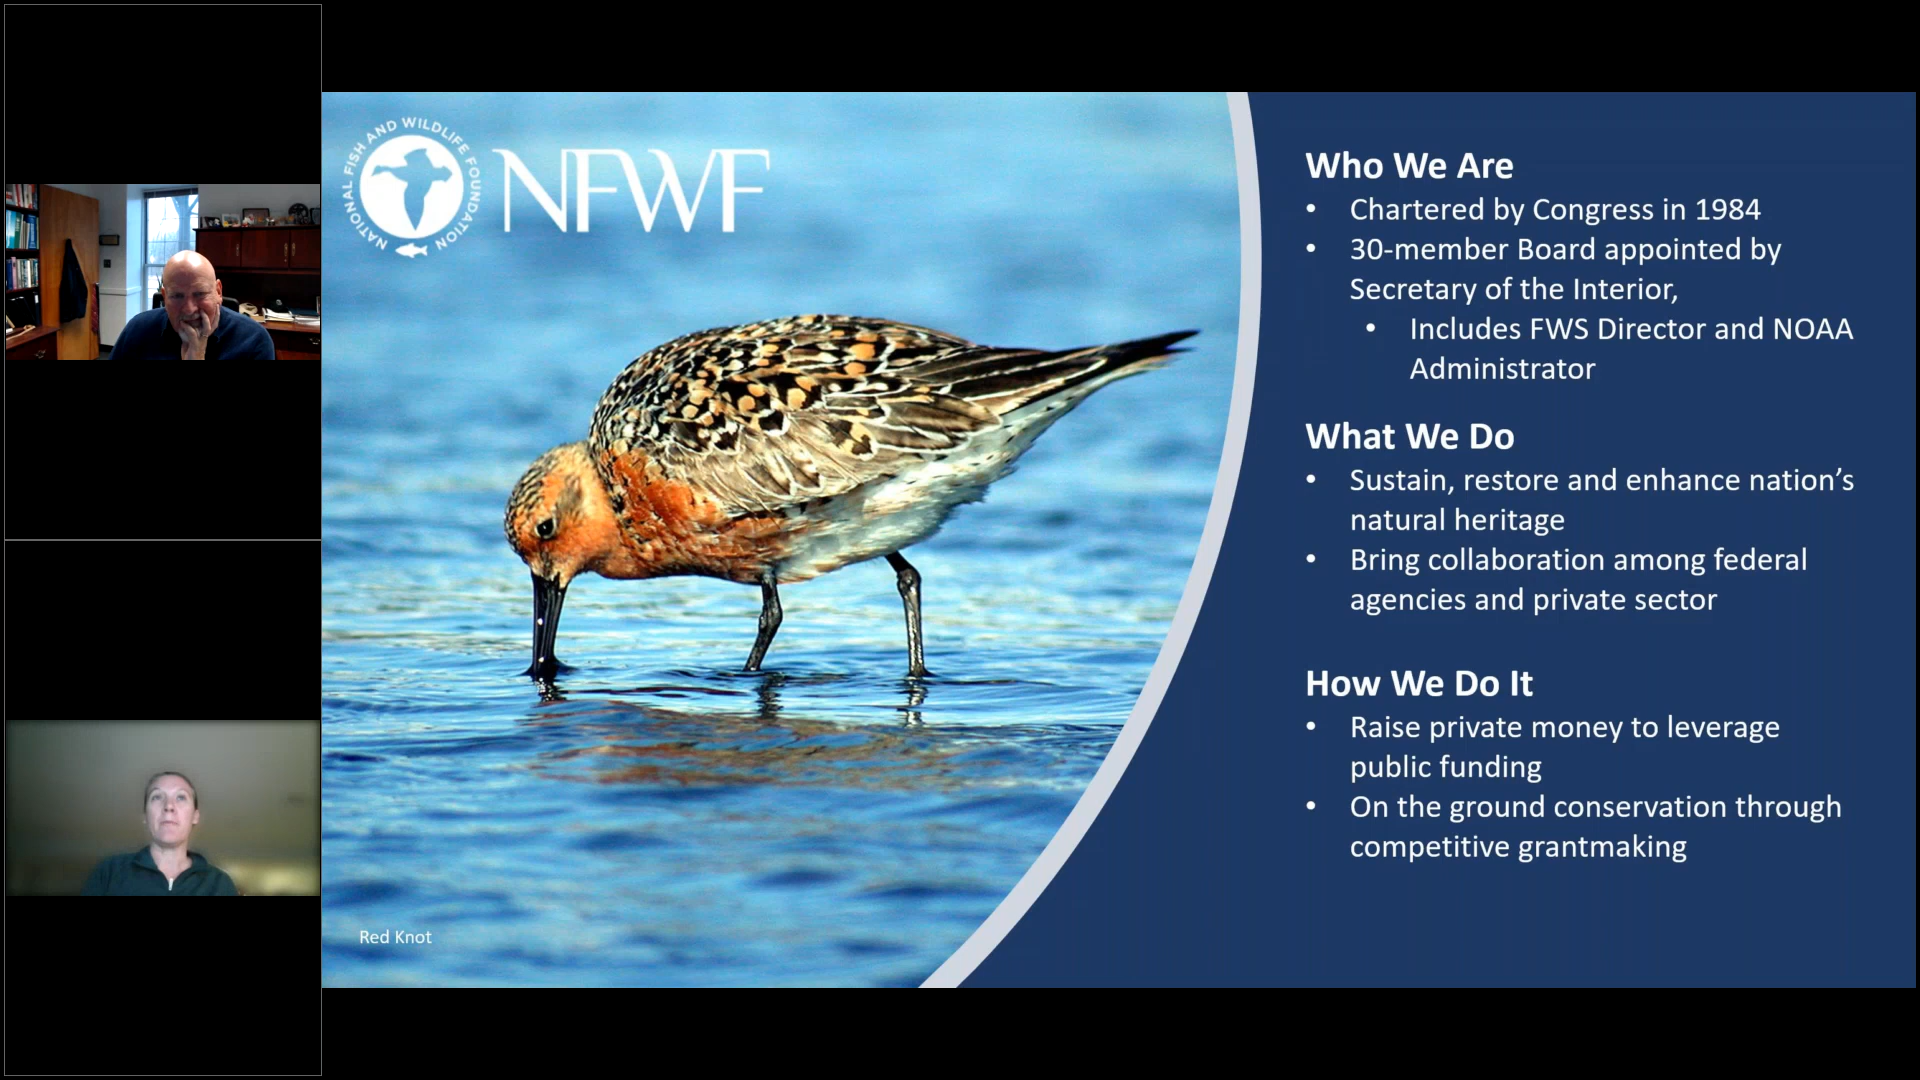 NATIONAL FISH AND WILDLIFE FOUNDATION
NFWF
Who We Are
• Chartered by Congress in 1984
• 30-member Board appointed by
Secretary of the Interior,
• Includes FWS Director and NOAA
Administrator
What We Do
• Sustain, restore and enhance nation’s
natural heritage
• Bring collaboration among federal
agencies and private sector
How We Do It
• Raise private money to leverage
public funding
• On the ground conservation through
competitive grantmaking
Red Knot